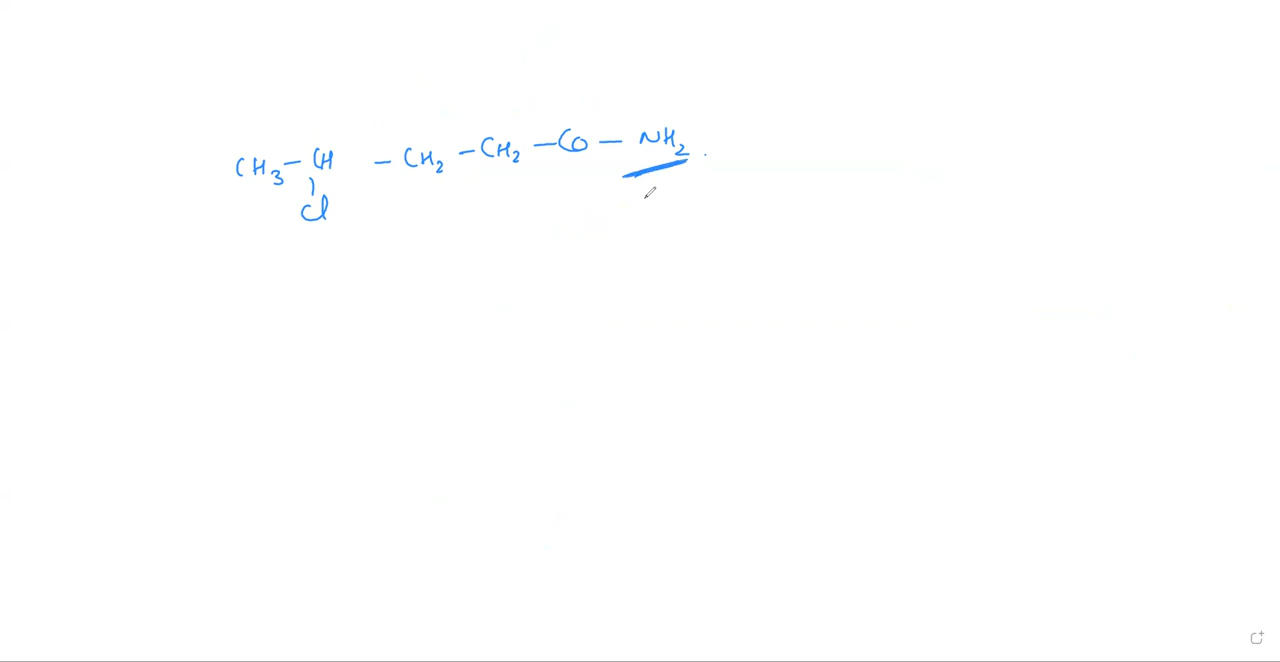 CH₃ – CH – CH₂ – CH₂ – CO – NH₂.
Cl